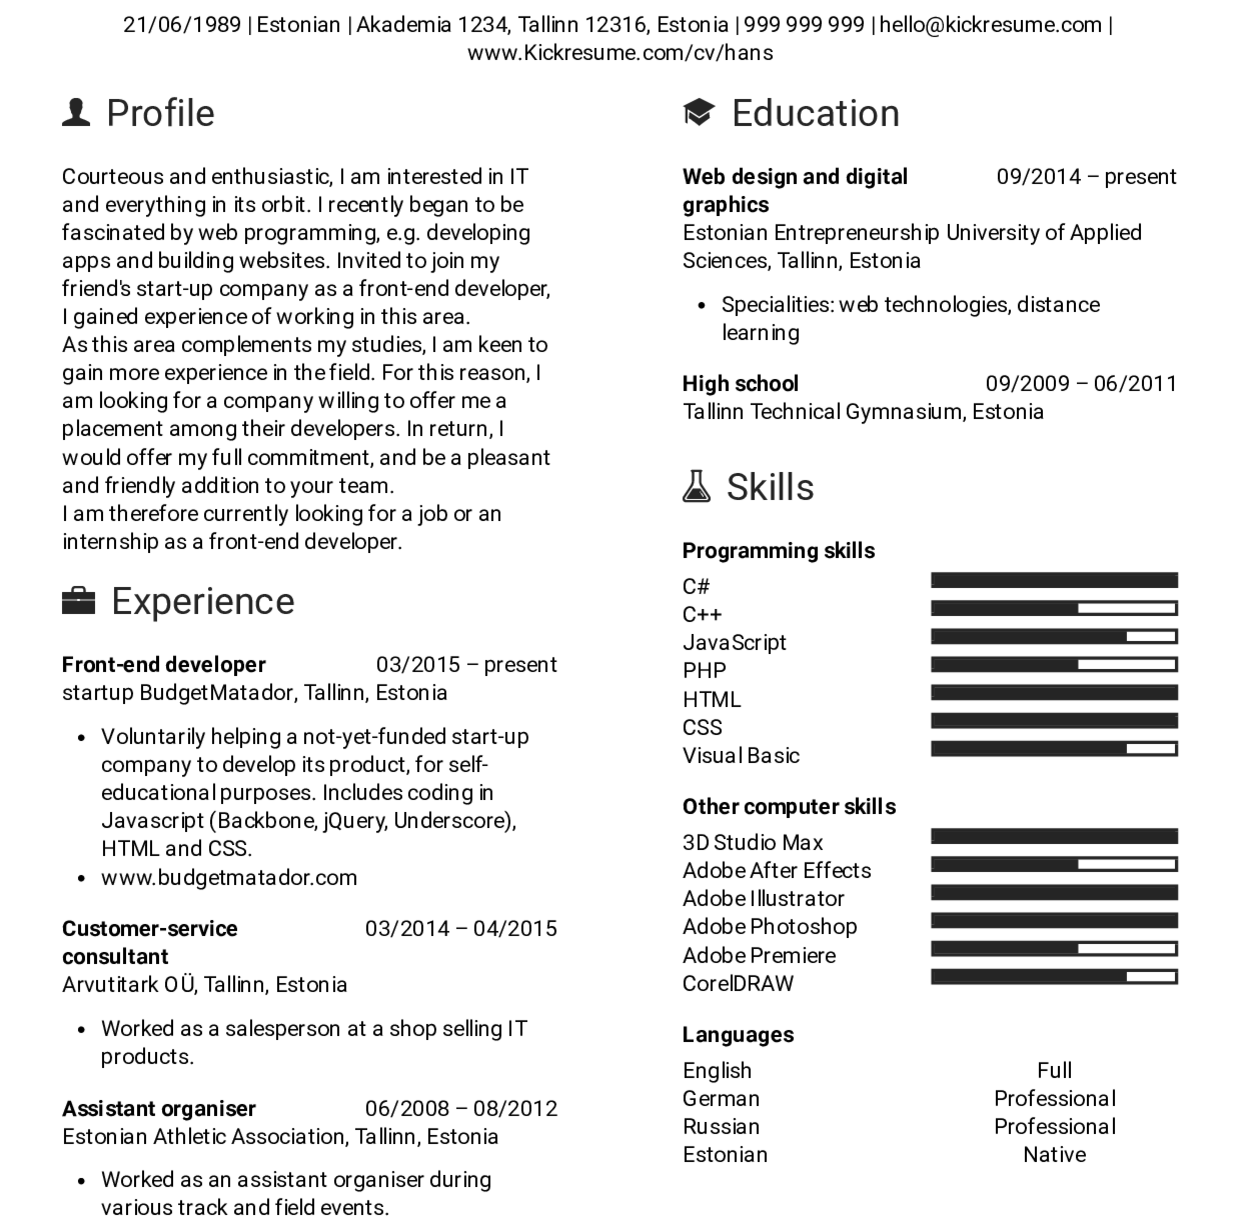 21/06/1989 | Estonian | Akademia 1234, Tallinn 12316, Estonia | 999 999 999 | hello@kickresume.com |
www.Kickresume.com/cv/hans
Profile
Courteous and enthusiastic, I am interested in IT
and everything in its orbit. I recently began to be
fascinated by web programming, e.g. developing
apps and building websites. Invited to join my
friend's start-up company as a front-end developer,
I gained experience of working in this area.
As this area complements my studies, I am keen to
gain more experience in the field. For this reason, I
am looking for a company willing to offer me a
placement among their developers. In return, I
would offer my full commitment, and be a pleasant
and friendly addition to your team.
I am therefore currently looking for a job or an
internship as a front-end developer.
Experience
Front-end developer 03/2015 – present
startup BudgetMatador, Tallinn, Estonia
• Voluntarily helping a not-yet-funded start-up
company to develop its product, for self-
educational purposes. Includes coding in
Javascript (Backbone, jQuery, Underscore),
HTML and CSS.
• www.budgetmatador.com
Customer-service 03/2014 – 04/2015
consultant
Arvutitark OÜ, Tallinn, Estonia
• Worked as a salesperson at a shop selling IT
products.
Assistant organiser 06/2008 – 08/2012
Estonian Athletic Association, Tallinn, Estonia
• Worked as an assistant organiser during
various track and field events.
Education
Web design and digital 09/2014 – present
graphics
Estonian Entrepreneurship University of Applied
Sciences, Tallinn, Estonia
• Specialities: web technologies, distance
learning
High school 09/2009 – 06/2011
Tallinn Technical Gymnasium, Estonia
Skills
Programming skills
C#
C++
JavaScript
PHP
HTML
CSS
Visual Basic
Other computer skills
3D Studio Max
Adobe After Effects
Adobe Illustrator
Adobe Photoshop
Adobe Premiere
CorelDRAW
Languages
English Full
German Professional
Russian Professional
Estonian Native